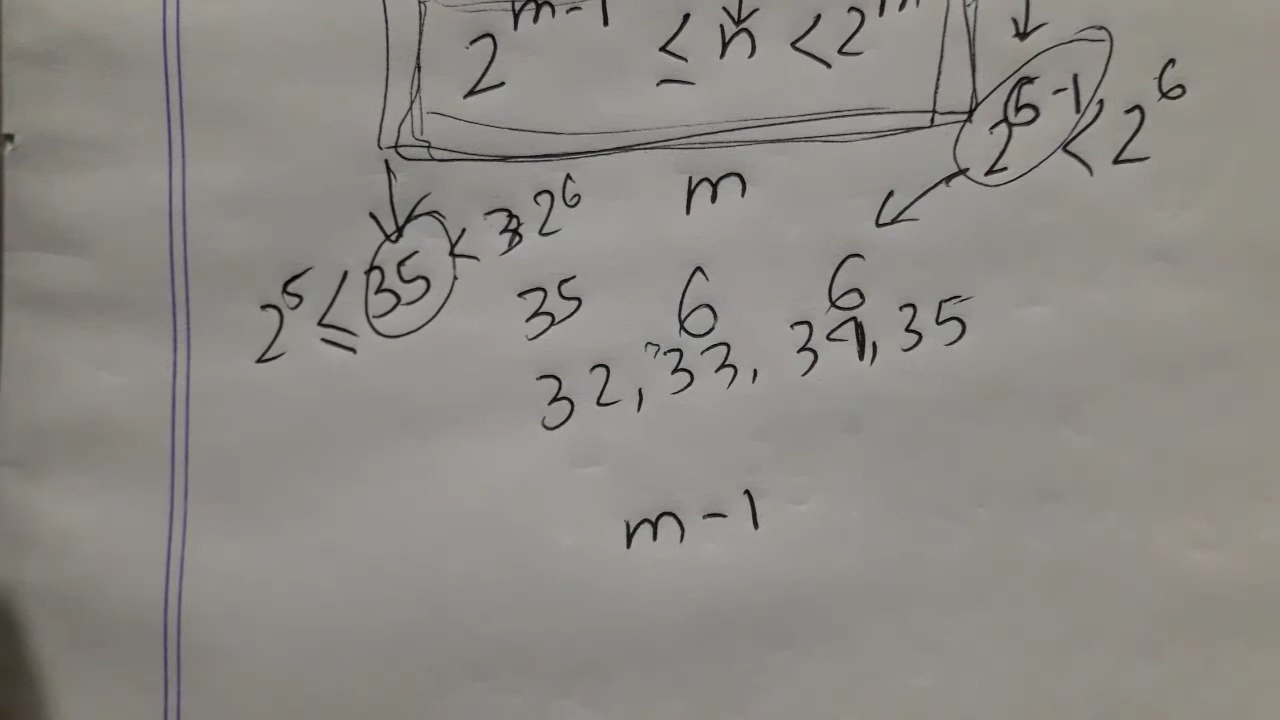 2^{m-1} ≤ n < 2^m
2^{5-1} < 2^6
m
2^5 ≤ 35 < 2^6
35 6 6
32, 33, 34, 35
m-1